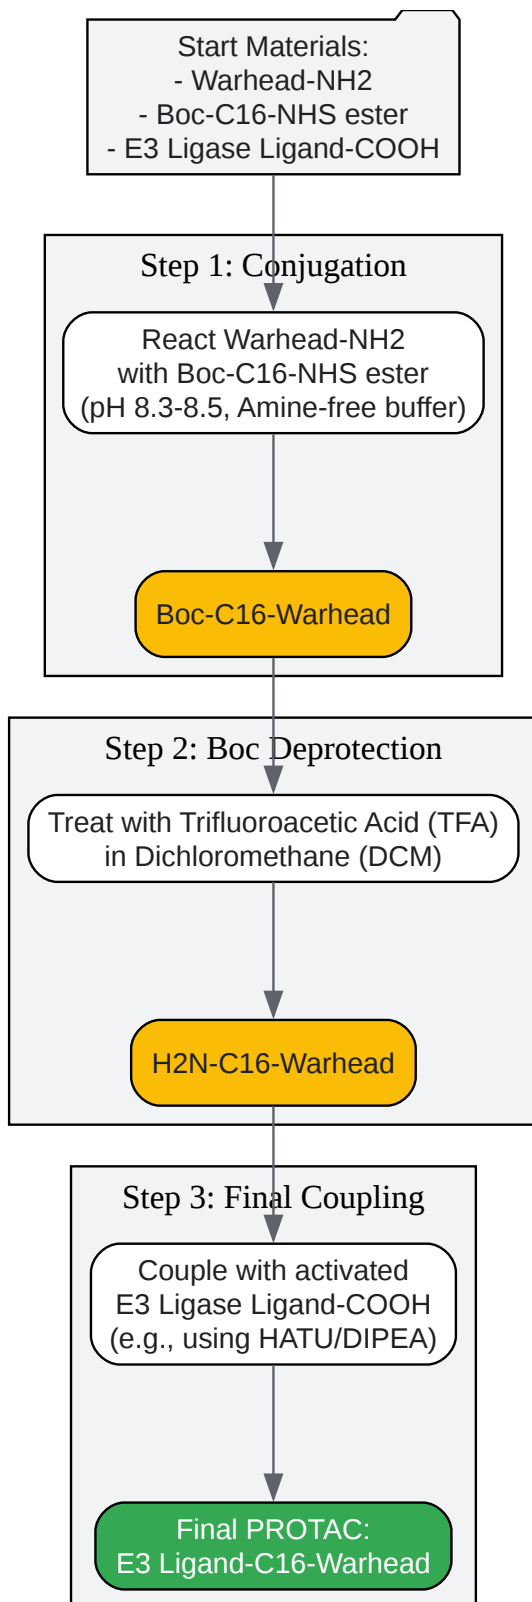 Start Materials:
- Warhead-NH2
- Boc-C16-NHS ester
- E3 Ligase Ligand-COOH
Step 1: Conjugation
React Warhead-NH2
with Boc-C16-NHS ester
(pH 8.3-8.5, Amine-free buffer)
Boc-C16-Warhead
Step 2: Boc Deprotection
Treat with Trifluoroacetic Acid (TFA)
in Dichloromethane (DCM)
H2N-C16-Warhead
Step 3: Final Coupling
Couple with activated
E3 Ligase Ligand-COOH
(e.g., using HATU/DIPEA)
Final PROTAC:
E3 Ligand-C16-Warhead